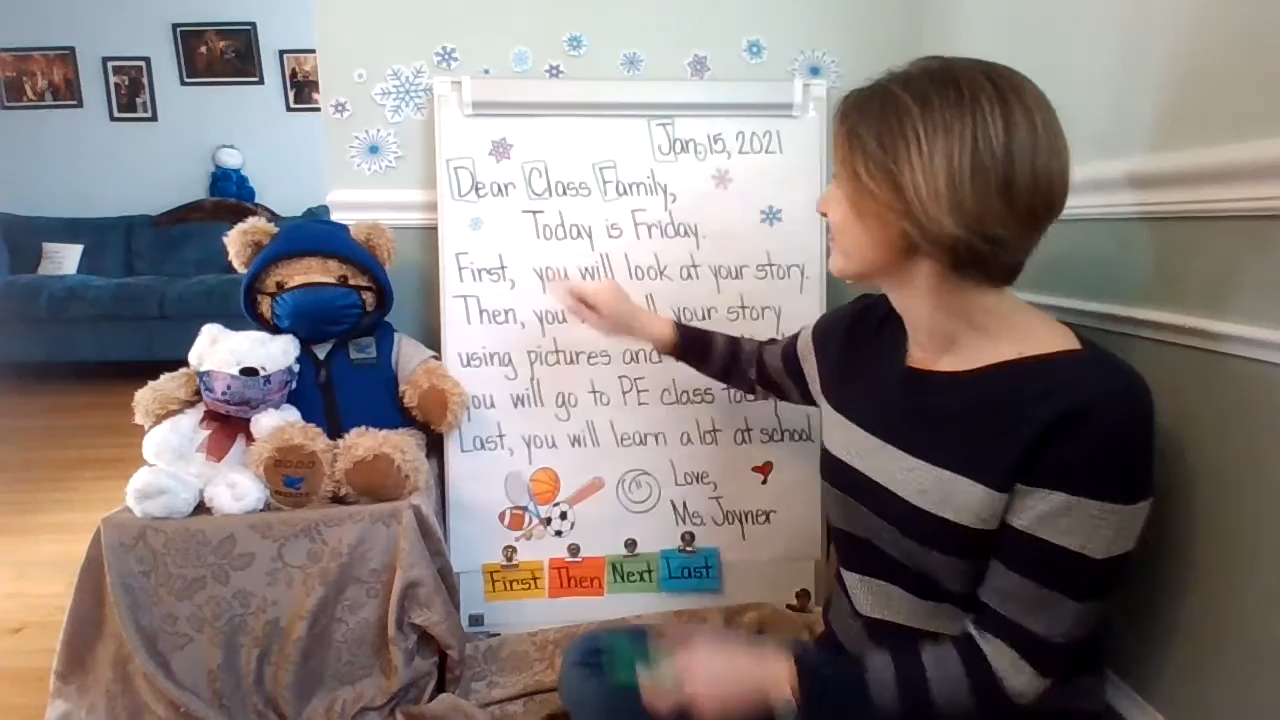 Jan. 15, 2021
Dear Class Family,
Today is Friday.
First, you will look at your story.
Then, you your story
using pictures and
you will go to PE class
Last, you will learn a lot at school
Love,
Ms. Joyner
First Then Next Last